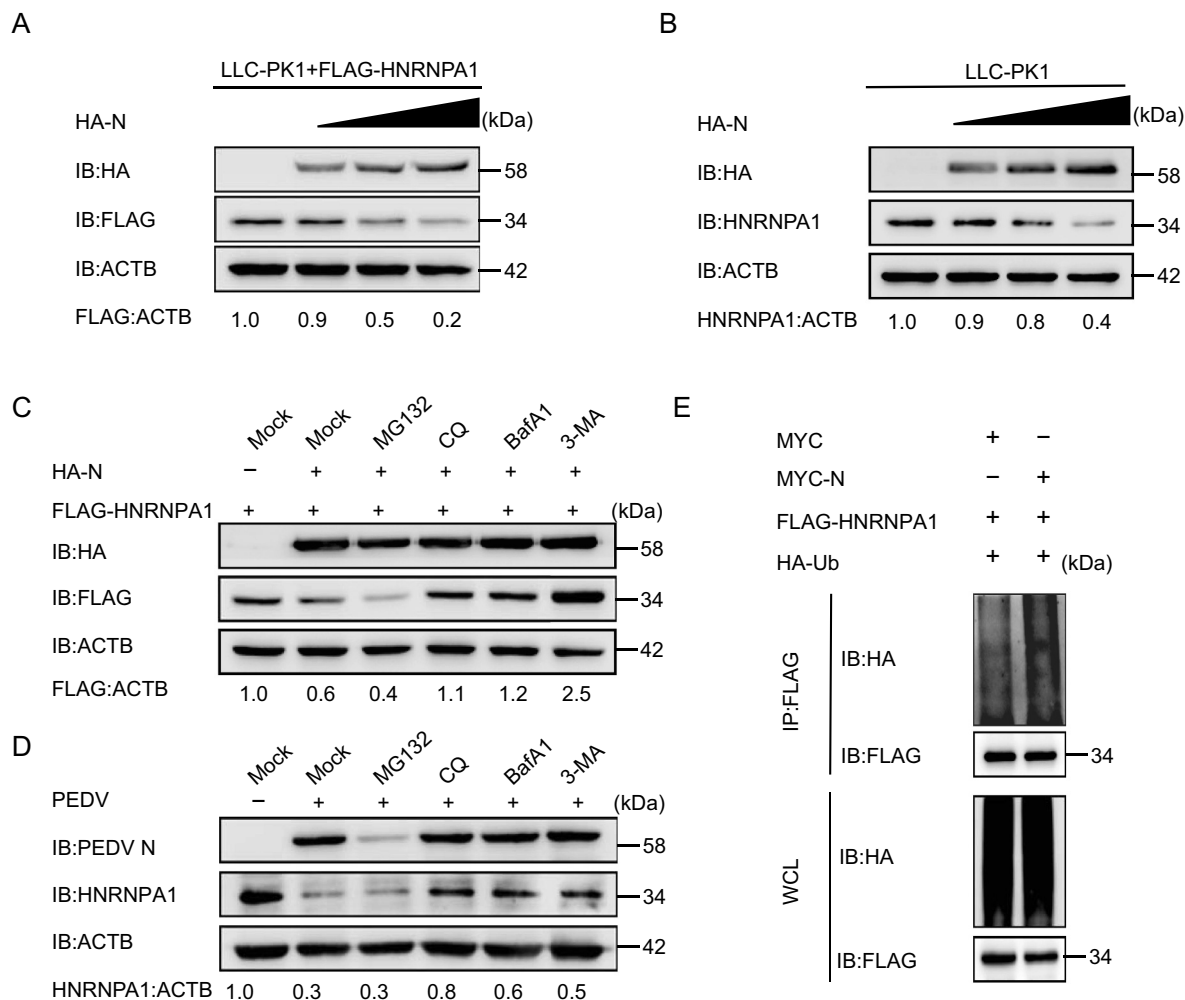 A
LLC-PK1+FLAG-HNRNPA1
HA-N (kDa)
IB:HA 58
IB:FLAG 34
IB:ACTB 42
FLAG:ACTB 1.0 0.9 0.5 0.2
B
LLC-PK1
HA-N (kDa)
IB:HA 58
IB:HNRNPA1 34
IB:ACTB 42
HNRNPA1:ACTB 1.0 0.9 0.8 0.4
C
Mock Mock MG132 CQ BafA1 3-MA
HA-N − + + + + +
FLAG-HNRNPA1 + + + + + + (kDa)
IB:HA 58
IB:FLAG 34
IB:ACTB 42
FLAG:ACTB 1.0 0.6 0.4 1.1 1.2 2.5
D
Mock Mock MG132 CQ BafA1 3-MA
PEDV − + + + + + (kDa)
IB:PEDV N 58
IB:HNRNPA1 34
IB:ACTB 42
HNRNPA1:ACTB 1.0 0.3 0.3 0.8 0.6 0.5
E
MYC + −
MYC-N − +
FLAG-HNRNPA1 + +
HA-Ub + + (kDa)
IP:FLAG
IB:HA
IB:FLAG 34
WCL
IB:HA
IB:FLAG 34